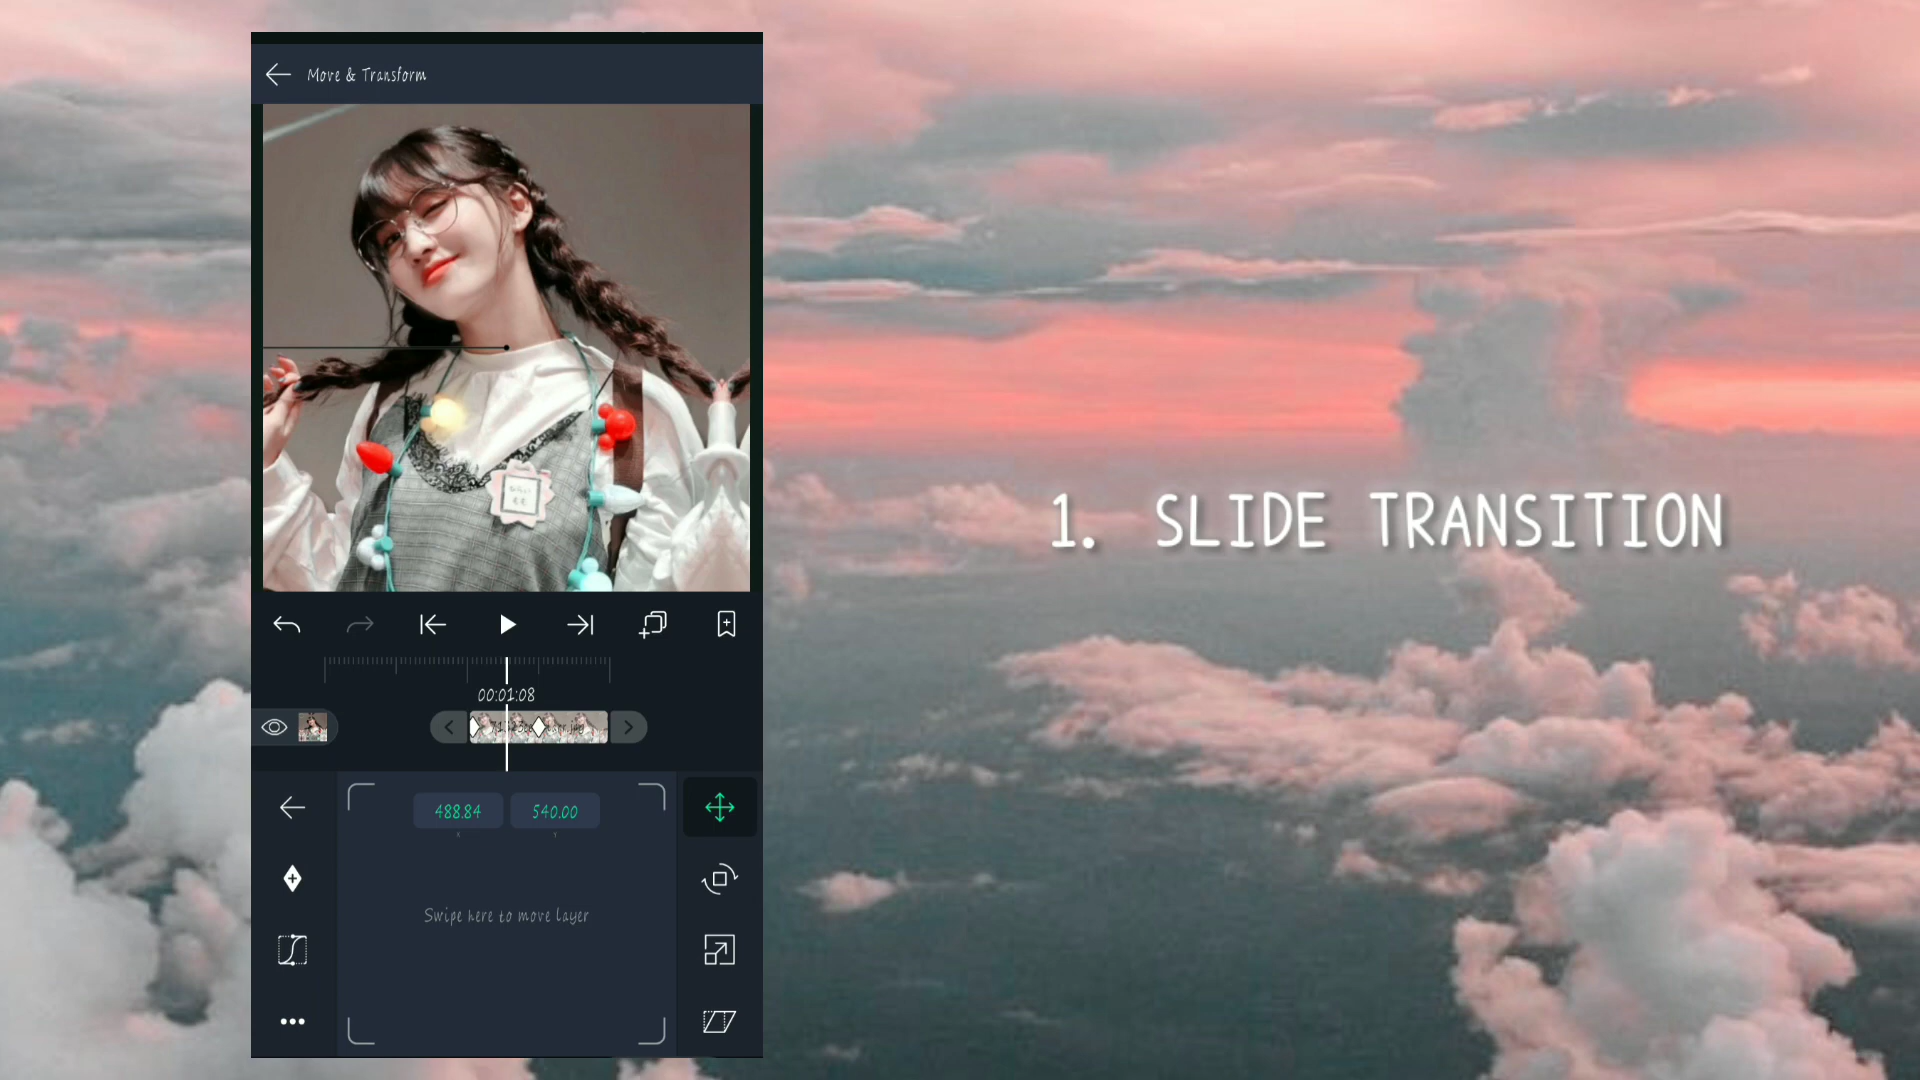 Move & Transform
1. SLIDE TRANSITION
00:01:08
488.84 540.00
X Y
Swipe here to move layer